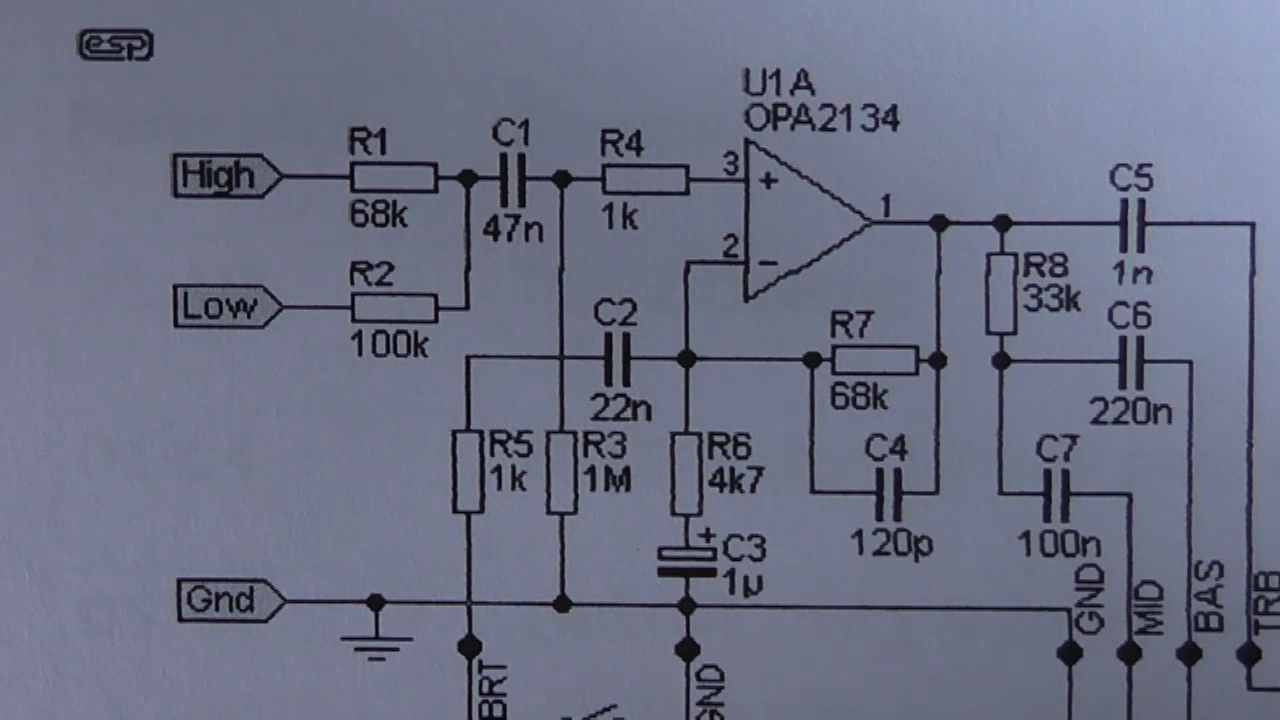 esp
U1A
OPA2134
High
R1
68k
C1
47n
R4
1k
3
+
2
−
1
C5
1n
Low
R2
100k
C2
22n
R7
68k
R8
33k
C6
220n
R5
1k
R3
1M
R6
4k7
C4
120p
C7
100n
+
C3
1µ
Gnd
BRT
GND
GND
MID
BAS
TRB